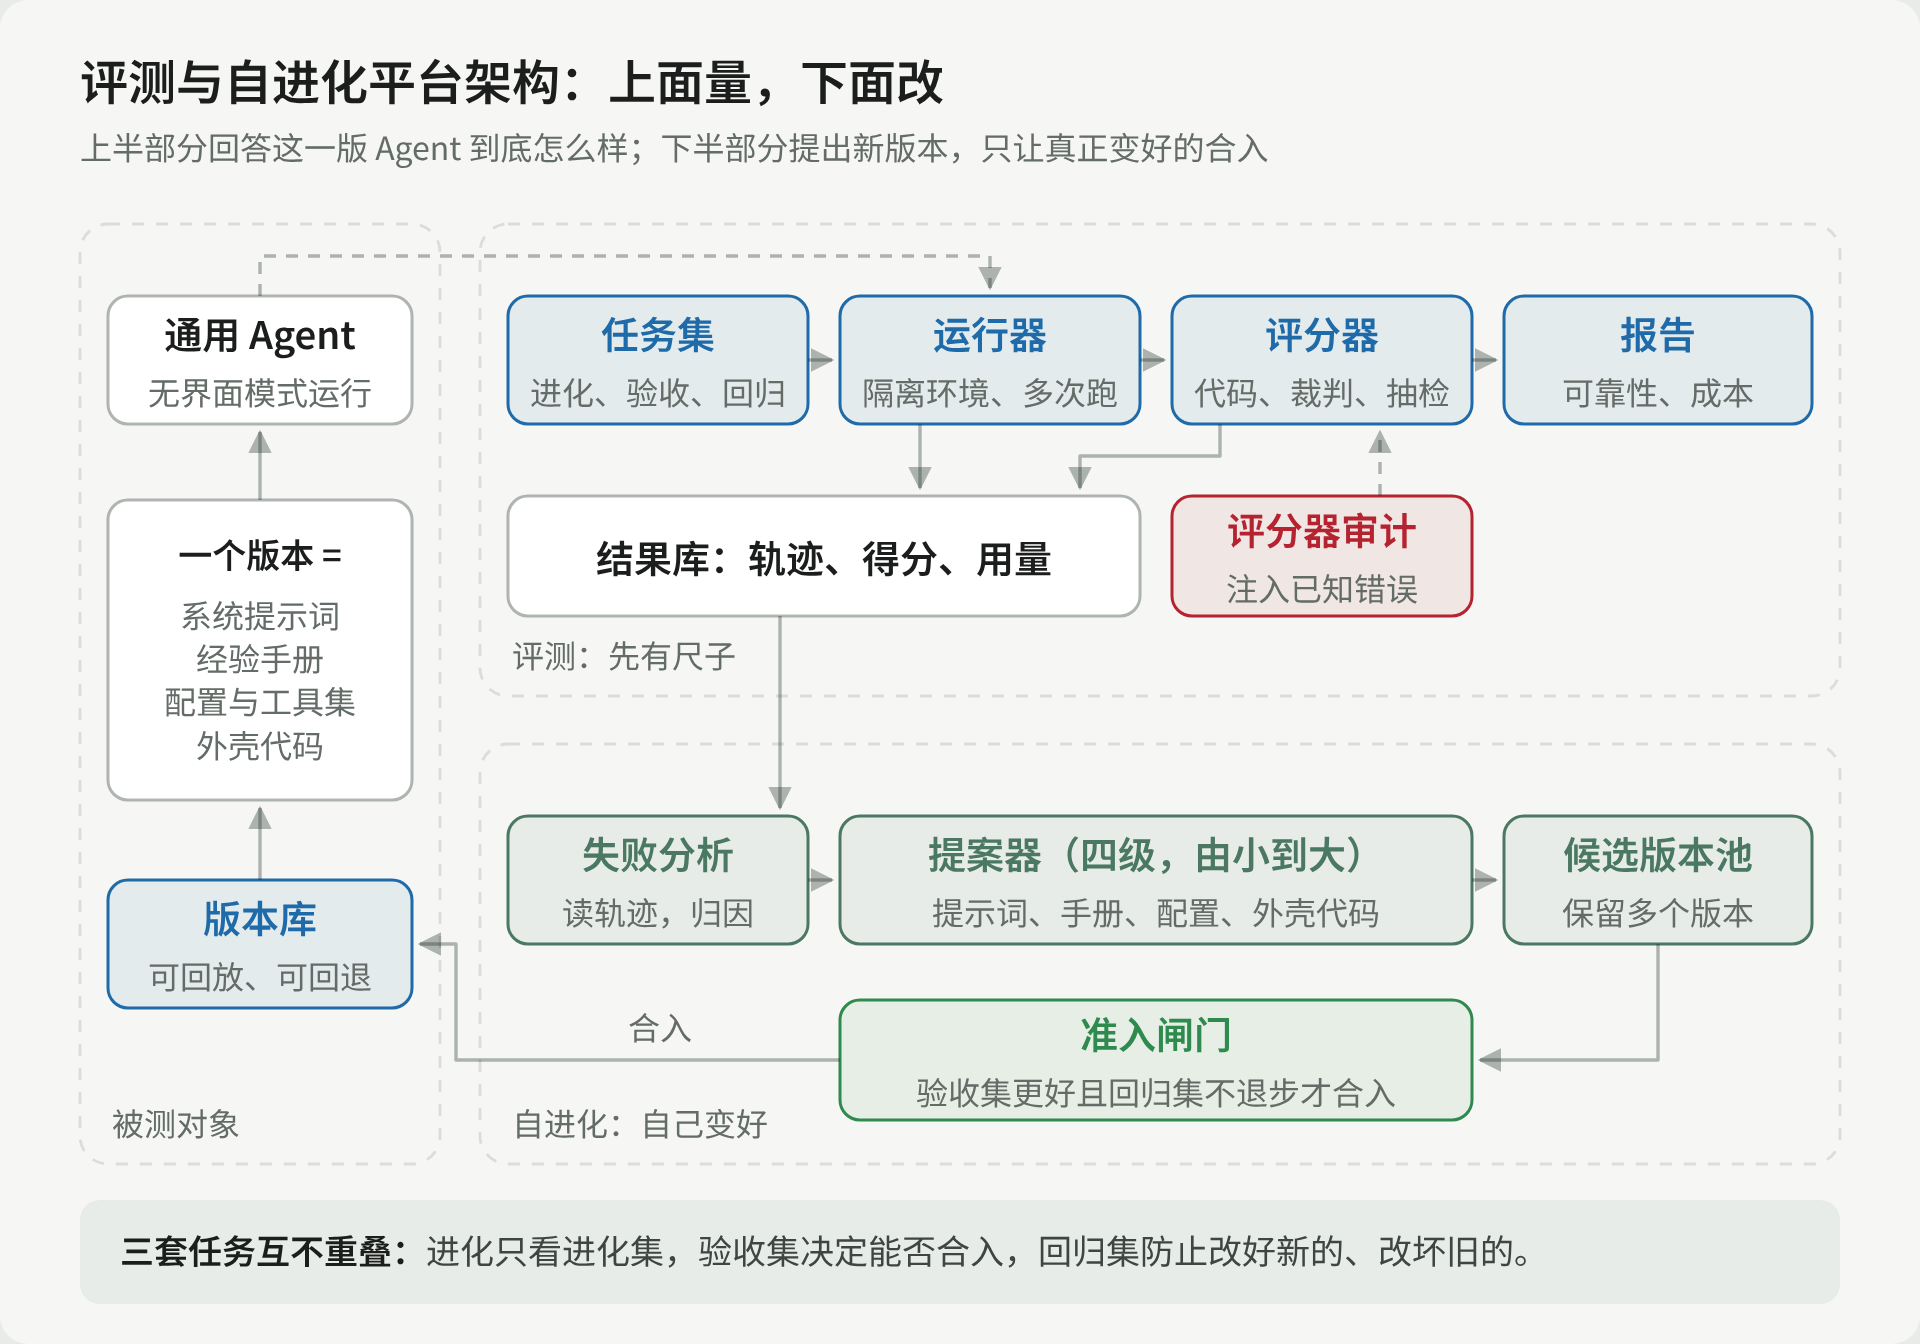 评测与自进化平台架构：上面量，下面改
上半部分回答这一版 Agent 到底怎么样；下半部分提出新版本，只让真正变好的合入
通用 Agent
无界面模式运行
一个版本 =
系统提示词
经验手册
配置与工具集
外壳代码
版本库
可回放、可回退
被测对象
任务集
进化、验收、回归
运行器
隔离环境、多次跑
评分器
代码、裁判、抽检
报告
可靠性、成本
结果库：轨迹、得分、用量
评分器审计
注入已知错误
评测：先有尺子
失败分析
读轨迹，归因
提案器（四级，由小到大）
提示词、手册、配置、外壳代码
候选版本池
保留多个版本
合入
准入闸门
验收集更好且回归集不退步才合入
自进化：自己变好
三套任务互不重叠：进化只看进化集，验收集决定能否合入，回归集防止改好新的、改坏旧的。